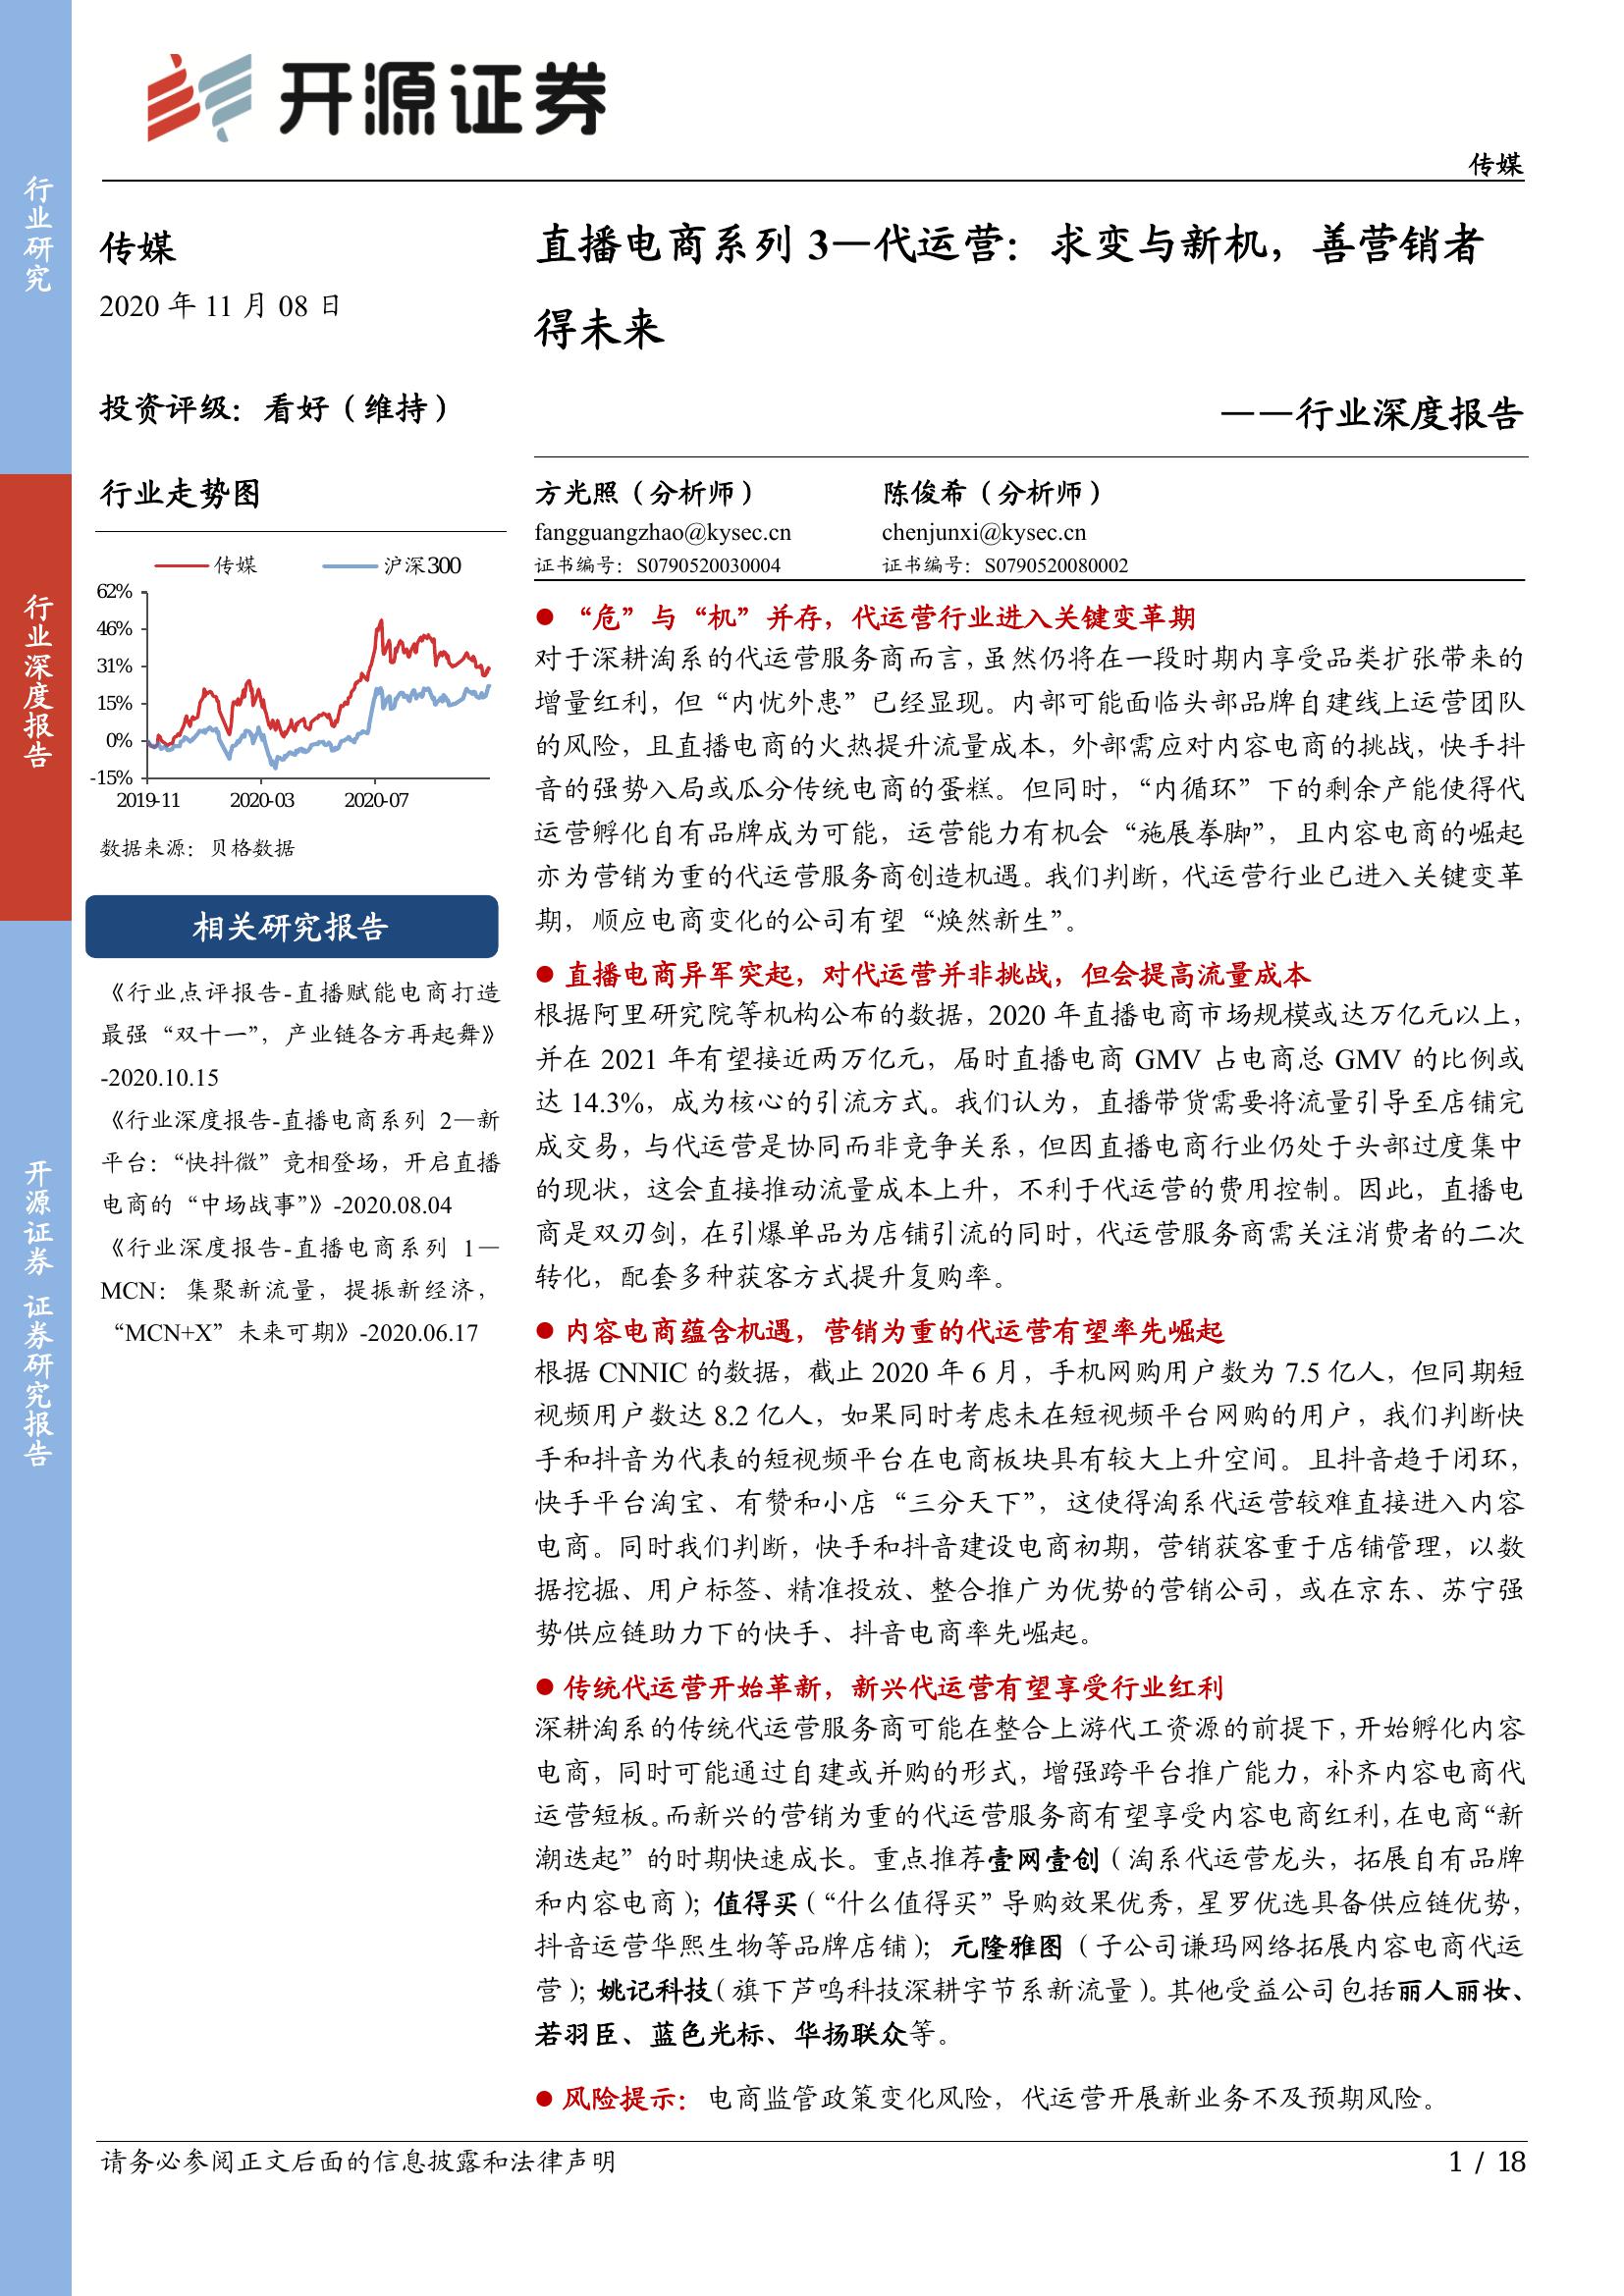 开源证券
传媒
行业研究
行业深度报告
开源证券 证券研究报告
传媒
2020 年 11 月 08 日
投资评级：看好（维持）
行业走势图
传媒 沪深300
62%
46%
31%
15%
0%
-15%
2019-11 2020-03 2020-07
数据来源：贝格数据
相关研究报告
《行业点评报告-直播赋能电商打造
最强“双十一”，产业链各方再起舞》
-2020.10.15
《行业深度报告-直播电商系列 2—新
平台：“快抖微”竞相登场，开启直播
电商的“中场战事”》-2020.08.04
《行业深度报告-直播电商系列 1—
MCN：集聚新流量，提振新经济，
“MCN+X”未来可期》-2020.06.17
直播电商系列 3—代运营：求变与新机，善营销者
得未来
——行业深度报告
方光照（分析师） 陈俊希（分析师）
fangguangzhao@kysec.cn chenjunxi@kysec.cn
证书编号：S0790520030004 证书编号：S0790520080002
● “危”与“机”并存，代运营行业进入关键变革期
对于深耕淘系的代运营服务商而言，虽然仍将在一段时期内享受品类扩张带来的
增量红利，但“内忧外患”已经显现。内部可能面临头部品牌自建线上运营团队
的风险，且直播电商的火热提升流量成本，外部需应对内容电商的挑战，快手抖
音的强势入局或瓜分传统电商的蛋糕。但同时，“内循环”下的剩余产能使得代
运营孵化自有品牌成为可能，运营能力有机会“施展拳脚”，且内容电商的崛起
亦为营销为重的代运营服务商创造机遇。我们判断，代运营行业已进入关键变革
期，顺应电商变化的公司有望“焕然新生”。
● 直播电商异军突起，对代运营并非挑战，但会提高流量成本
根据阿里研究院等机构公布的数据，2020 年直播电商市场规模或达万亿元以上，
并在 2021 年有望接近两万亿元，届时直播电商 GMV 占电商总 GMV 的比例或
达 14.3%，成为核心的引流方式。我们认为，直播带货需要将流量引导至店铺完
成交易，与代运营是协同而非竞争关系，但因直播电商行业仍处于头部过度集中
的现状，这会直接推动流量成本上升，不利于代运营的费用控制。因此，直播电
商是双刃剑，在引爆单品为店铺引流的同时，代运营服务商需关注消费者的二次
转化，配套多种获客方式提升复购率。
● 内容电商蕴含机遇，营销为重的代运营有望率先崛起
根据 CNNIC 的数据，截止 2020 年 6 月，手机网购用户数为 7.5 亿人，但同期短
视频用户数达 8.2 亿人，如果同时考虑未在短视频平台网购的用户，我们判断快
手和抖音为代表的短视频平台在电商板块具有较大上升空间。且抖音趋于闭环，
快手平台淘宝、有赞和小店“三分天下”，这使得淘系代运营较难直接进入内容
电商。同时我们判断，快手和抖音建设电商初期，营销获客重于店铺管理，以数
据挖掘、用户标签、精准投放、整合推广为优势的营销公司，或在京东、苏宁强
势供应链助力下的快手、抖音电商率先崛起。
● 传统代运营开始革新，新兴代运营有望享受行业红利
深耕淘系的传统代运营服务商可能在整合上游代工资源的前提下，开始孵化内容
电商，同时可能通过自建或并购的形式，增强跨平台推广能力，补齐内容电商代
运营短板。而新兴的营销为重的代运营服务商有望享受内容电商红利，在电商“新
潮迭起”的时期快速成长。重点推荐壹网壹创（淘系代运营龙头，拓展自有品牌
和内容电商）；值得买（“什么值得买”导购效果优秀，星罗优选具备供应链优势，
抖音运营华熙生物等品牌店铺）；元隆雅图（子公司谦玛网络拓展内容电商代运
营）；姚记科技（旗下芦鸣科技深耕字节系新流量）。其他受益公司包括丽人丽妆、
若羽臣、蓝色光标、华扬联众等。
● 风险提示：电商监管政策变化风险，代运营开展新业务不及预期风险。
请务必参阅正文后面的信息披露和法律声明 1 / 18